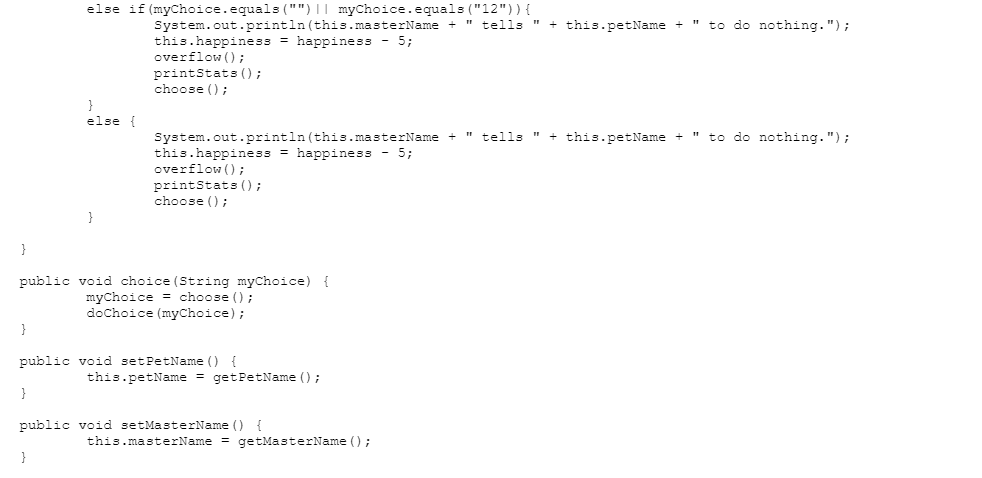 else if(myChoice.equals("")|| myChoice.equals("12")){
System.out.println(this.masterName + " tells " + this.petName + " to do nothing.");
this.happiness = happiness - 5;
overflow();
printStats();
choose();
}
else {
System.out.println(this.masterName + " tells " + this.petName + " to do nothing.");
this.happiness = happiness - 5;
overflow();
printStats();
choose();
}
}
public void choice(String myChoice) {
myChoice = choose();
doChoice(myChoice);
}
public void setPetName() {
this.petName = getPetName();
}
public void setMasterName() {
this.masterName = getMasterName();
}